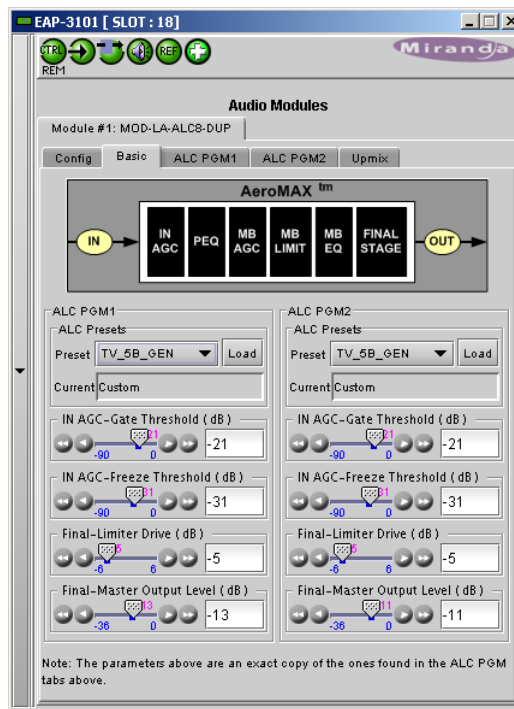 EAP-3101 [ SLOT : 18]
CTRL REF
REM
Miranda
Audio Modules
Module #1: MOD-LA-ALC8-DUP
Config Basic ALC PGM1 ALC PGM2 Upmix
AeroMAX tm
IN
IN AGC
PEQ
MB AGC
MB LIMIT
MB EQ
FINAL STAGE
OUT
ALC PGM1
ALC Presets
Preset TV_5B_GEN Load
Current Custom
IN AGC-Gate Threshold ( dB )
21
-90 0 -21
IN AGC-Freeze Threshold ( dB )
31
-90 0 -31
Final-Limiter Drive ( dB )
5
-6 6 -5
Final-Master Output Level ( dB )
13
-36 0 -13
ALC PGM2
ALC Presets
Preset TV_5B_GEN Load
Current Custom
IN AGC-Gate Threshold ( dB )
21
-90 0 -21
IN AGC-Freeze Threshold ( dB )
31
-90 0 -31
Final-Limiter Drive ( dB )
5
-6 6 -5
Final-Master Output Level ( dB )
11
-36 0 -11
Note: The parameters above are an exact copy of the ones found in the ALC PGM
tabs above.